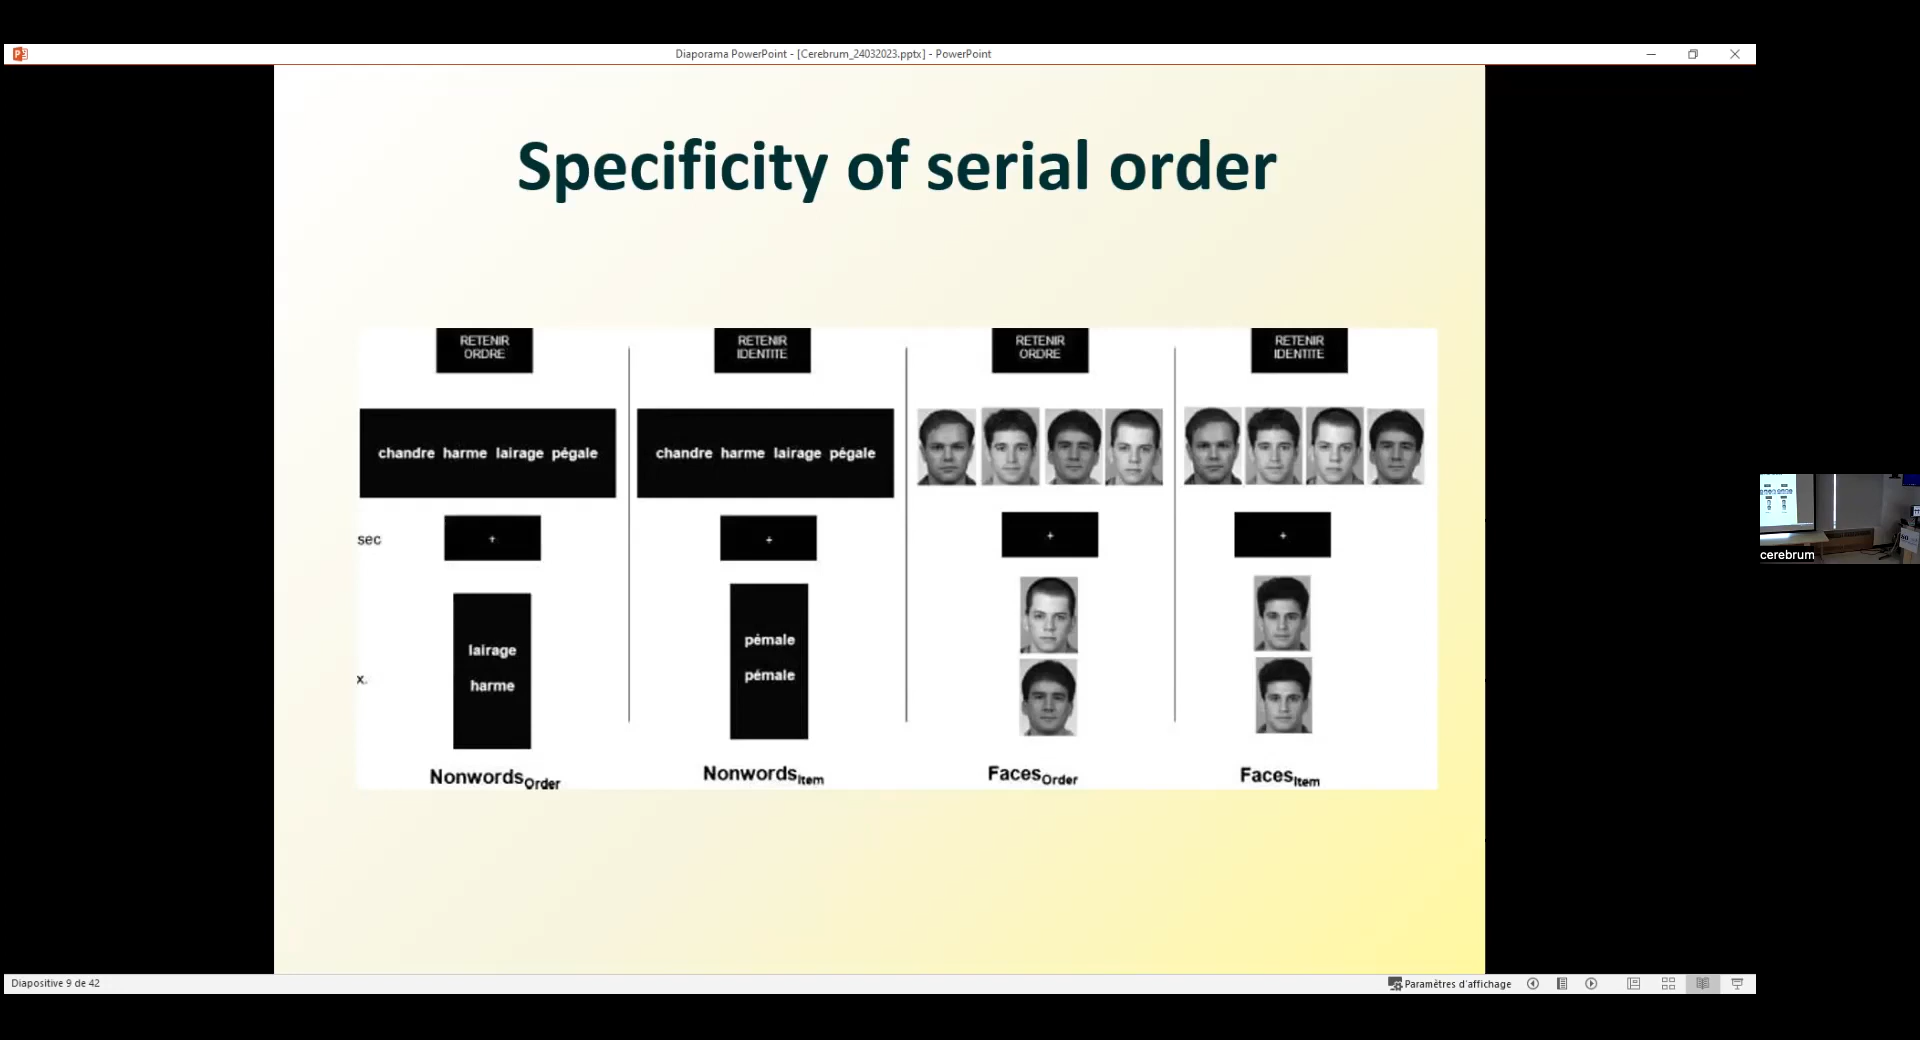 Diaporama PowerPoint - [Cerebrum_24032023.pptx] - PowerPoint
Specificity of serial order
RETENIR
ORDRE
RETENIR
IDENTITE
RETENIR
ORDRE
RETENIR
IDENTITE
chandre harme lairage pégale
chandre harme lairage pégale
sec
+
+
+
+
x.
lairage
harme
pémale
pémale
NonwordsOrder
NonwordsItem
FacesOrder
FacesItem
cerebrum
Diapositive 9 de 42
Paramètres d'affichage